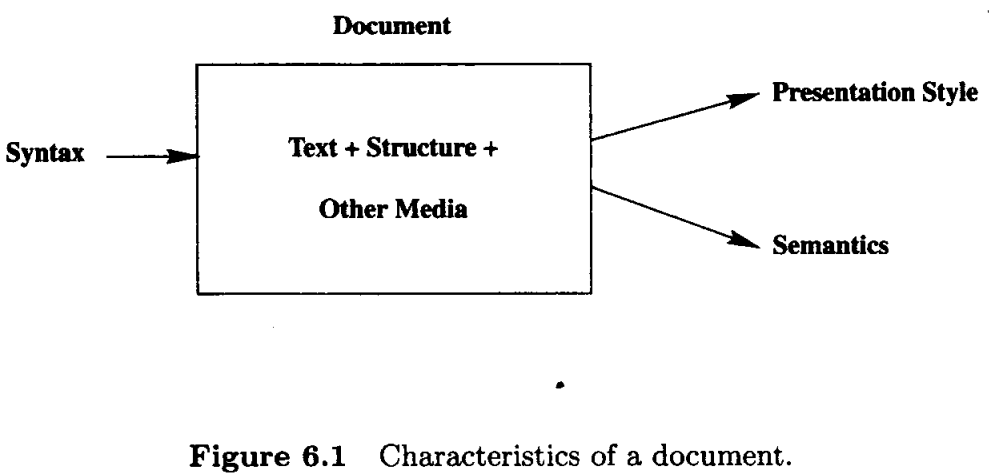 Document
Presentation Style
Syntax
Text + Structure +
Other Media
Semantics
Figure 6.1 Characteristics of a document.